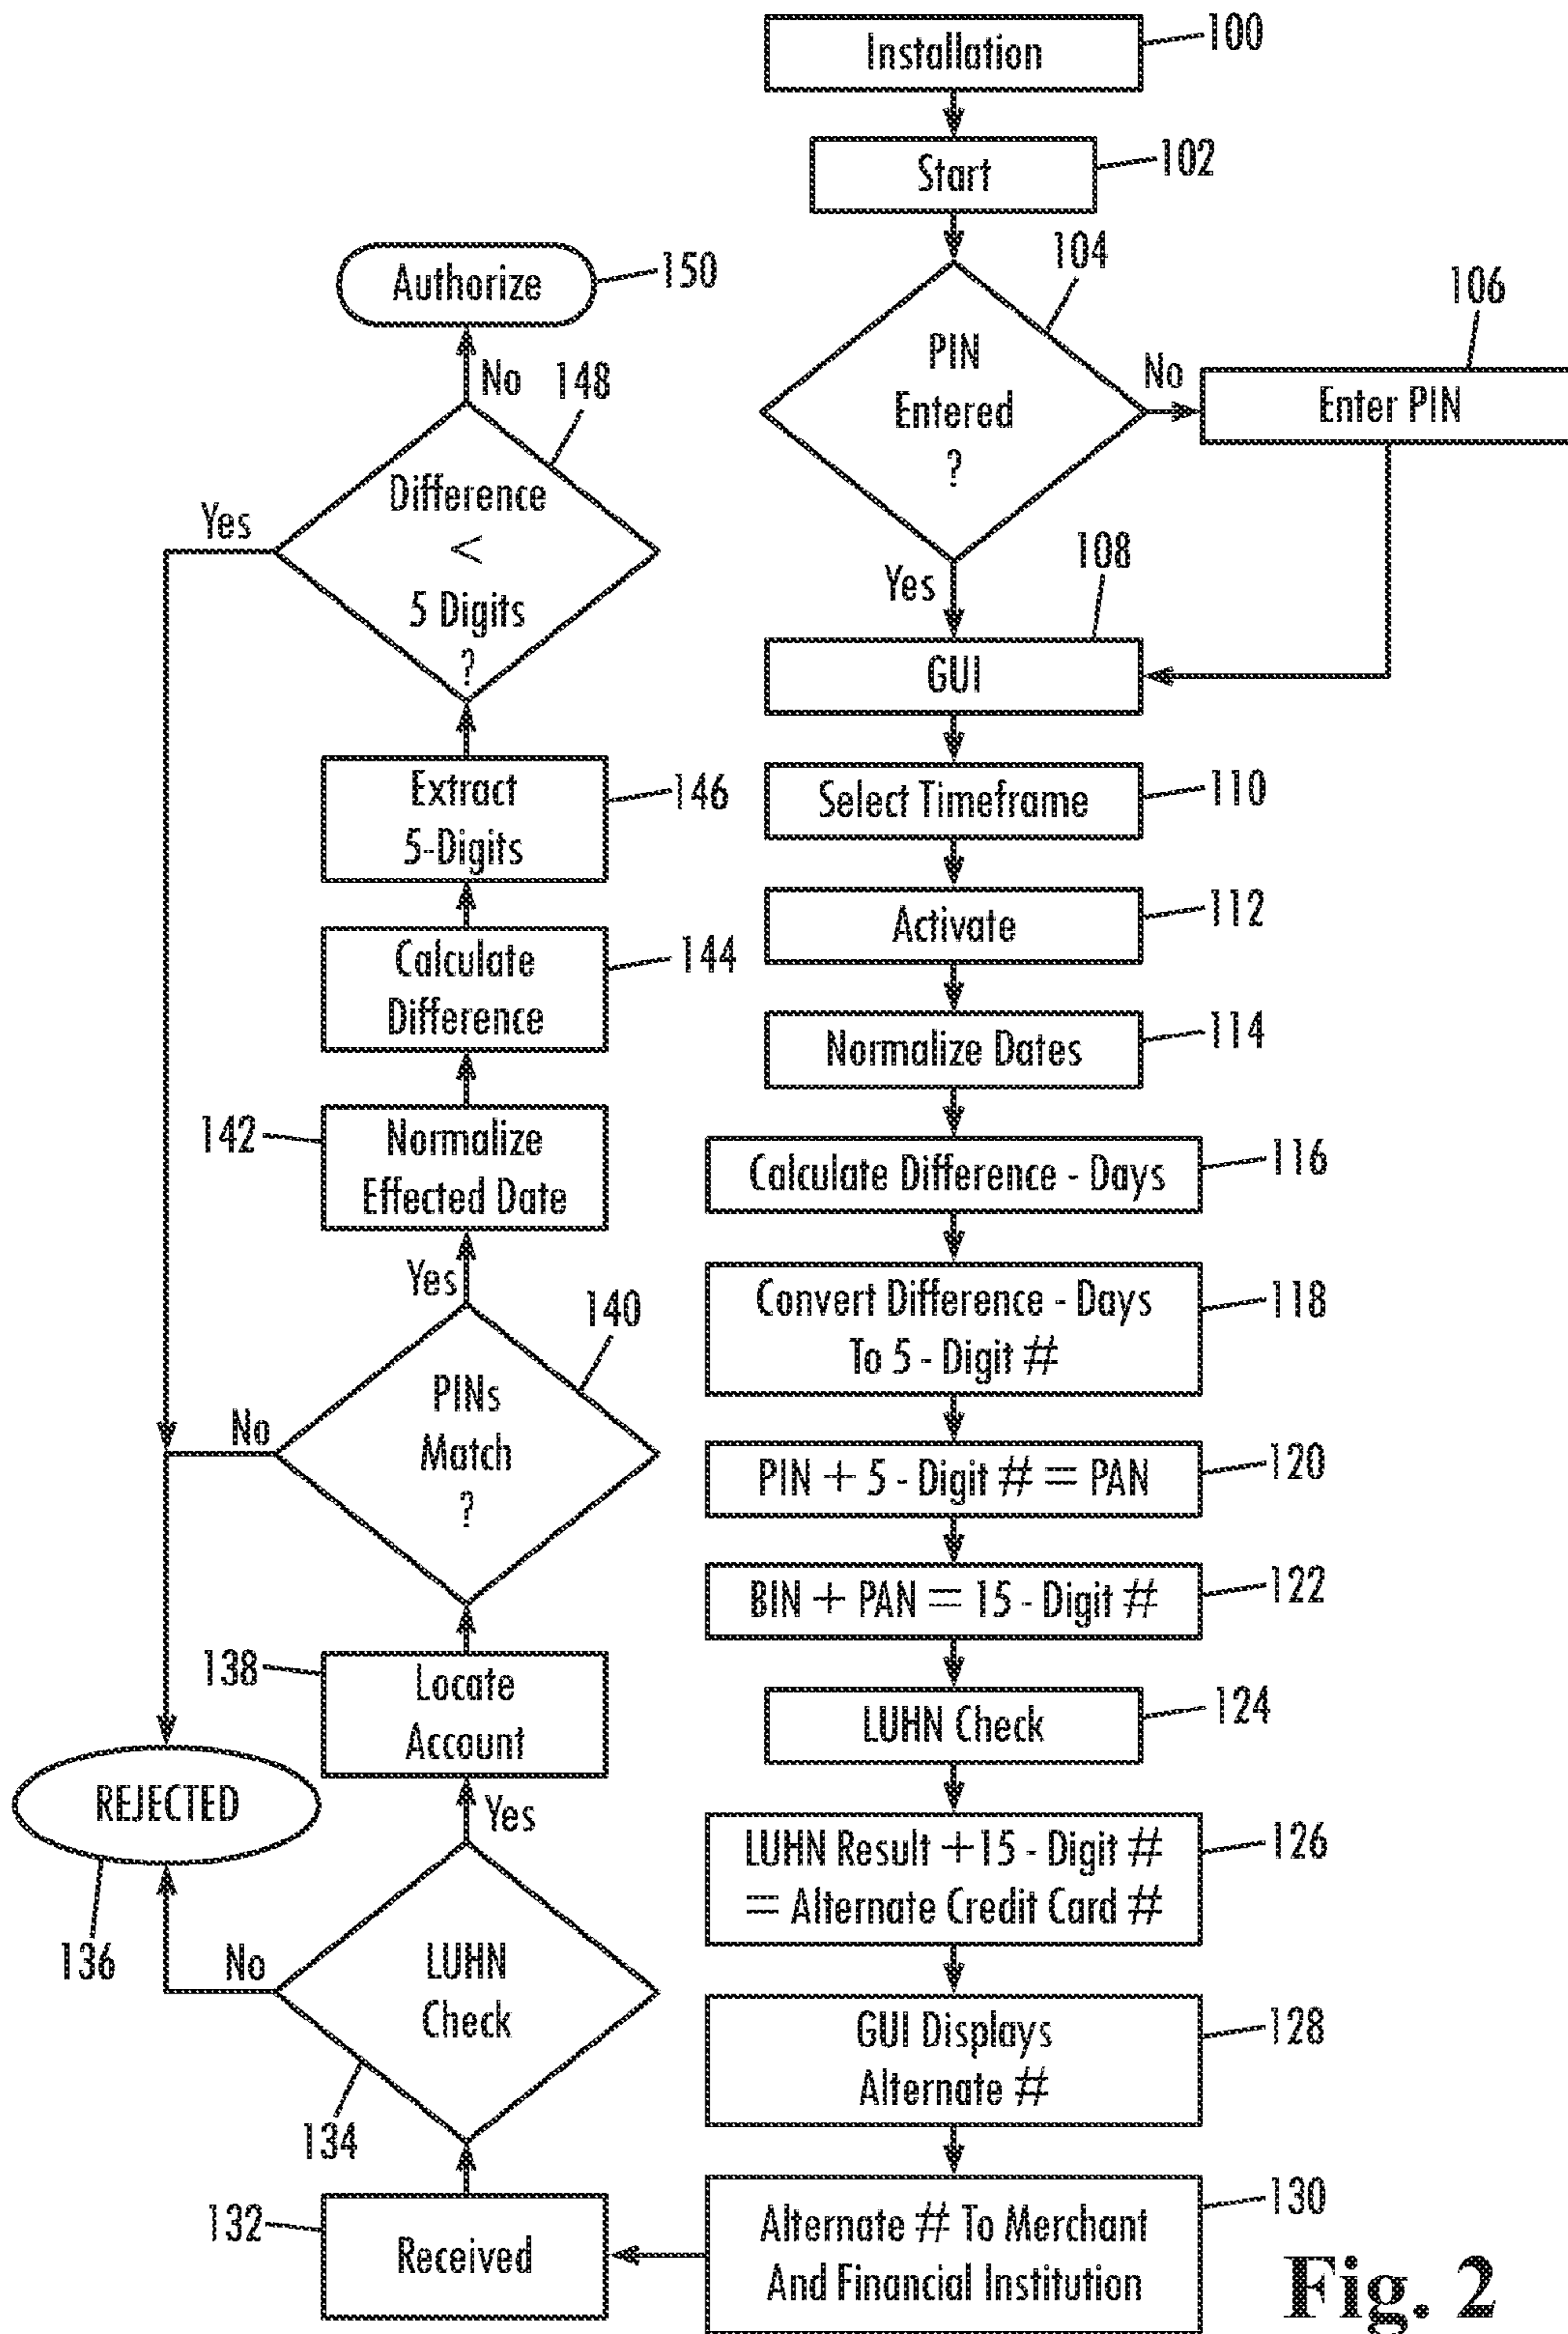 Installation
100
Start
102
PIN
Entered
?
104
No
Enter PIN
106
Yes
GUI
108
Select Timeframe
110
Activate
112
Normalize Dates
114
Calculate Difference - Days
116
Convert Difference - Days
To 5 - Digit #
118
PIN + 5 - Digit # = PAN
120
BIN + PAN = 15 - Digit #
122
LUHN Check
124
LUHN Result +15 - Digit #
= Alternate Credit Card #
126
GUI Displays
Alternate #
128
Alternate # To Merchant
And Financial Institution
130
Received
132
LUHN
Check
134
No
Yes
REJECTED
136
Locate
Account
138
PINs
Match
?
140
No
Yes
Normalize
Effected Date
142
Calculate
Difference
144
Extract
5-Digits
146
Difference
<
5 Digits
?
148
Yes
No
Authorize
150
Fig. 2